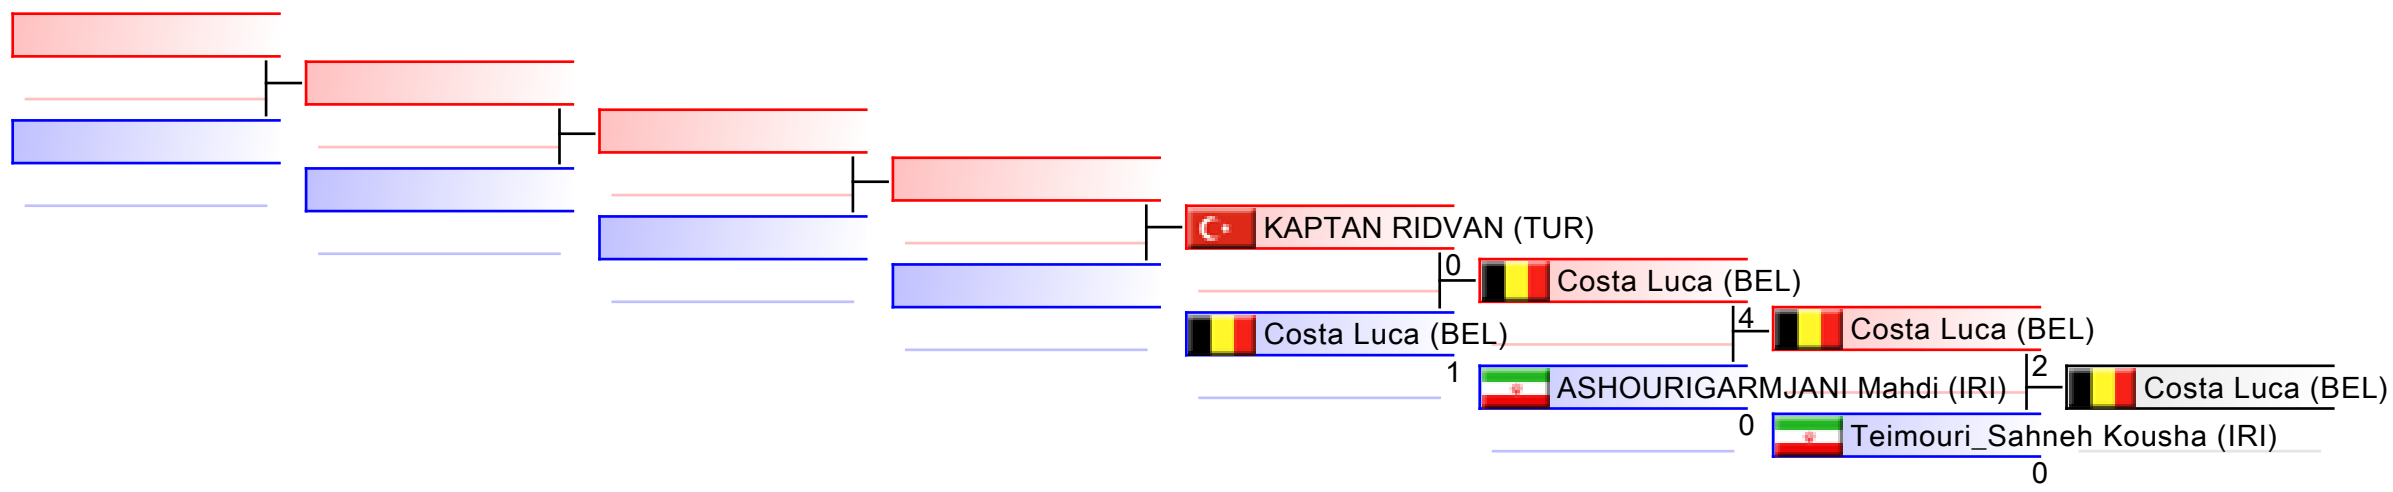 KAPTAN RIDVAN (TUR)
0
Costa Luca (BEL)
Costa Luca (BEL)
1
4
Costa Luca (BEL)
ASHOURIGARMJANI Mahdi (IRI)
0
2
Costa Luca (BEL)
Teimouri_Sahneh Kousha (IRI)
0